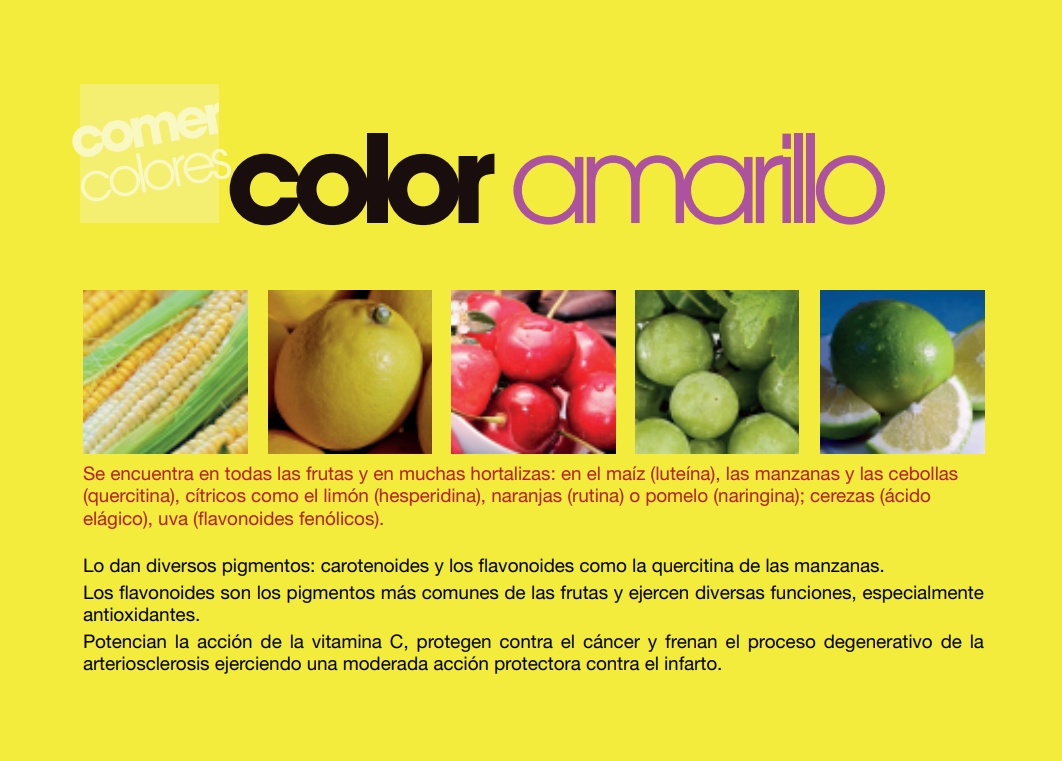 comer
colores
color amarillo
Se encuentra en todas las frutas y en muchas hortalizas: en el maíz (luteína), las manzanas y las cebollas
(quercitina), cítricos como el limón (hesperidina), naranjas (rutina) o pomelo (naringina); cerezas (ácido
elágico), uva (flavonoides fenólicos).
Lo dan diversos pigmentos: carotenoides y los flavonoides como la quercitina de las manzanas.
Los flavonoides son los pigmentos más comunes de las frutas y ejercen diversas funciones, especialmente
antioxidantes.
Potencian la acción de la vitamina C, protegen contra el cáncer y frenan el proceso degenerativo de la
arteriosclerosis ejerciendo una moderada acción protectora contra el infarto.